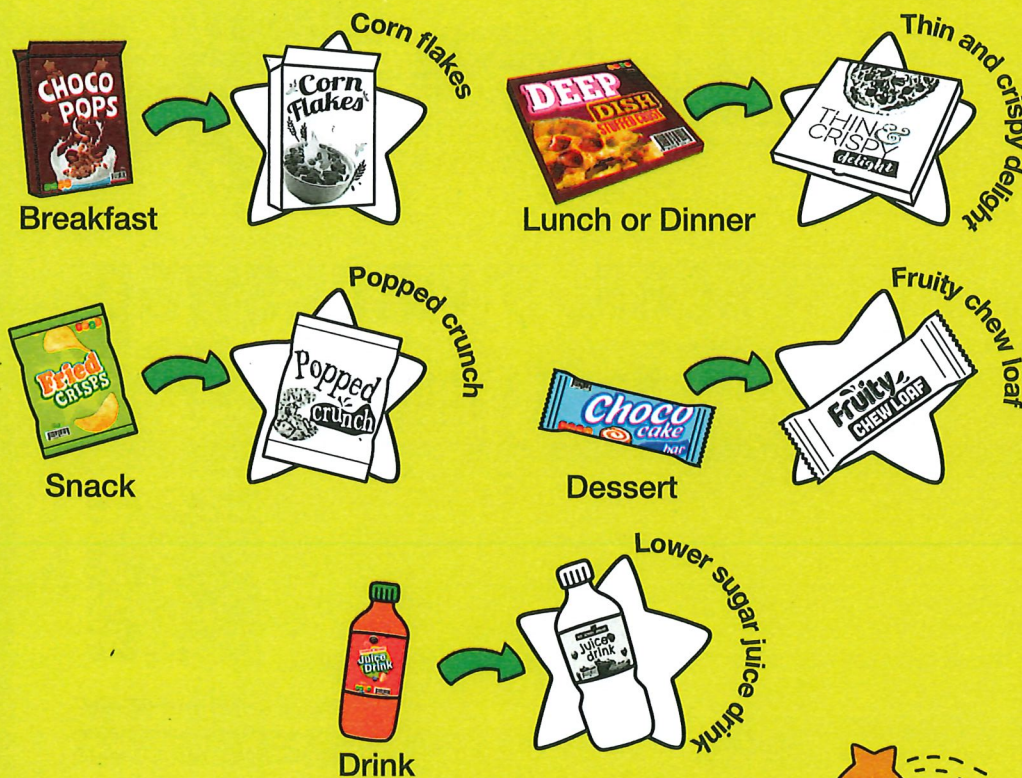 CHOCO
POPS
Breakfast
Corn
Flakes
Corn flakes
DEEP
DISH
STUFFED CRUST
Lunch or Dinner
THIN &
CRISPY
delight
Thin and crispy delight
Fried
CRISPS
Snack
Popped
crunch
Popped crunch
Choco
cake
bar
Dessert
Fruity
CHEW LOAF
Fruity chew loaf
Juice
Drink
Drink
Juice
drink
Lower sugar juice drink